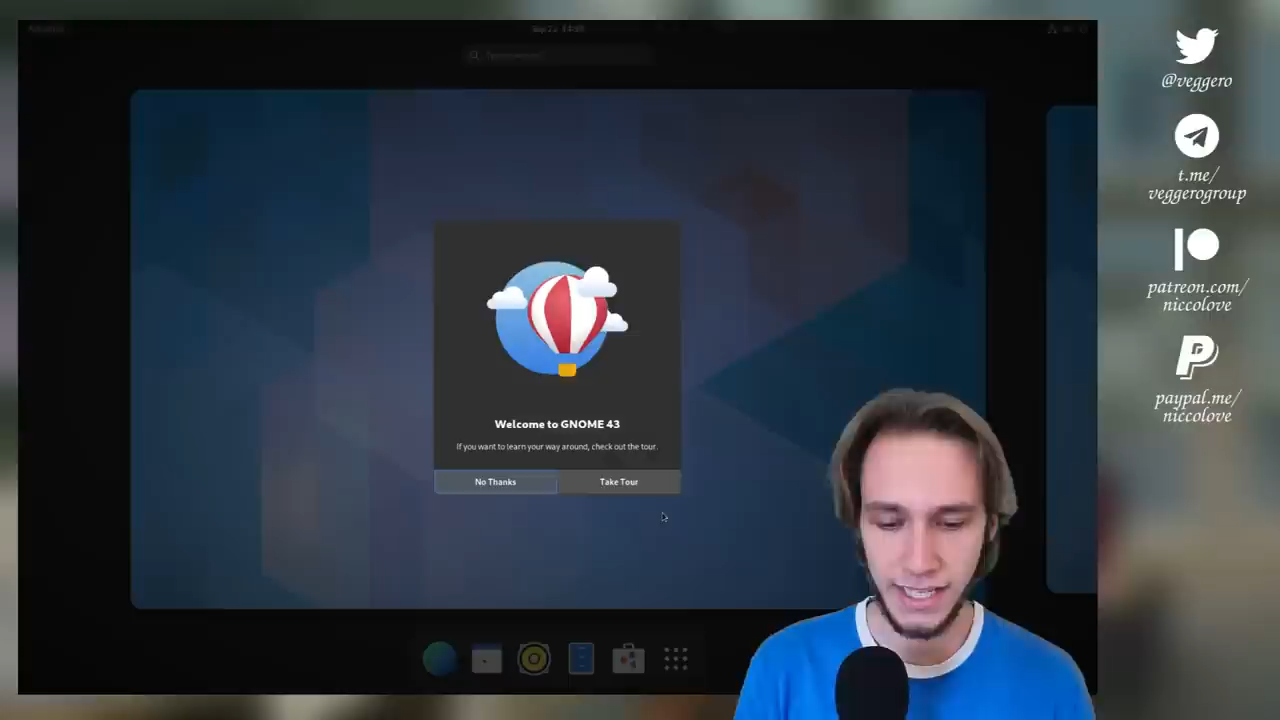 @veggero
t.me/
veggerogroup
patreon.com/
niccolove
paypal.me/
niccolove
Welcome to GNOME 43
If you want to learn your way around, check out the tour.
No Thanks
Take Tour